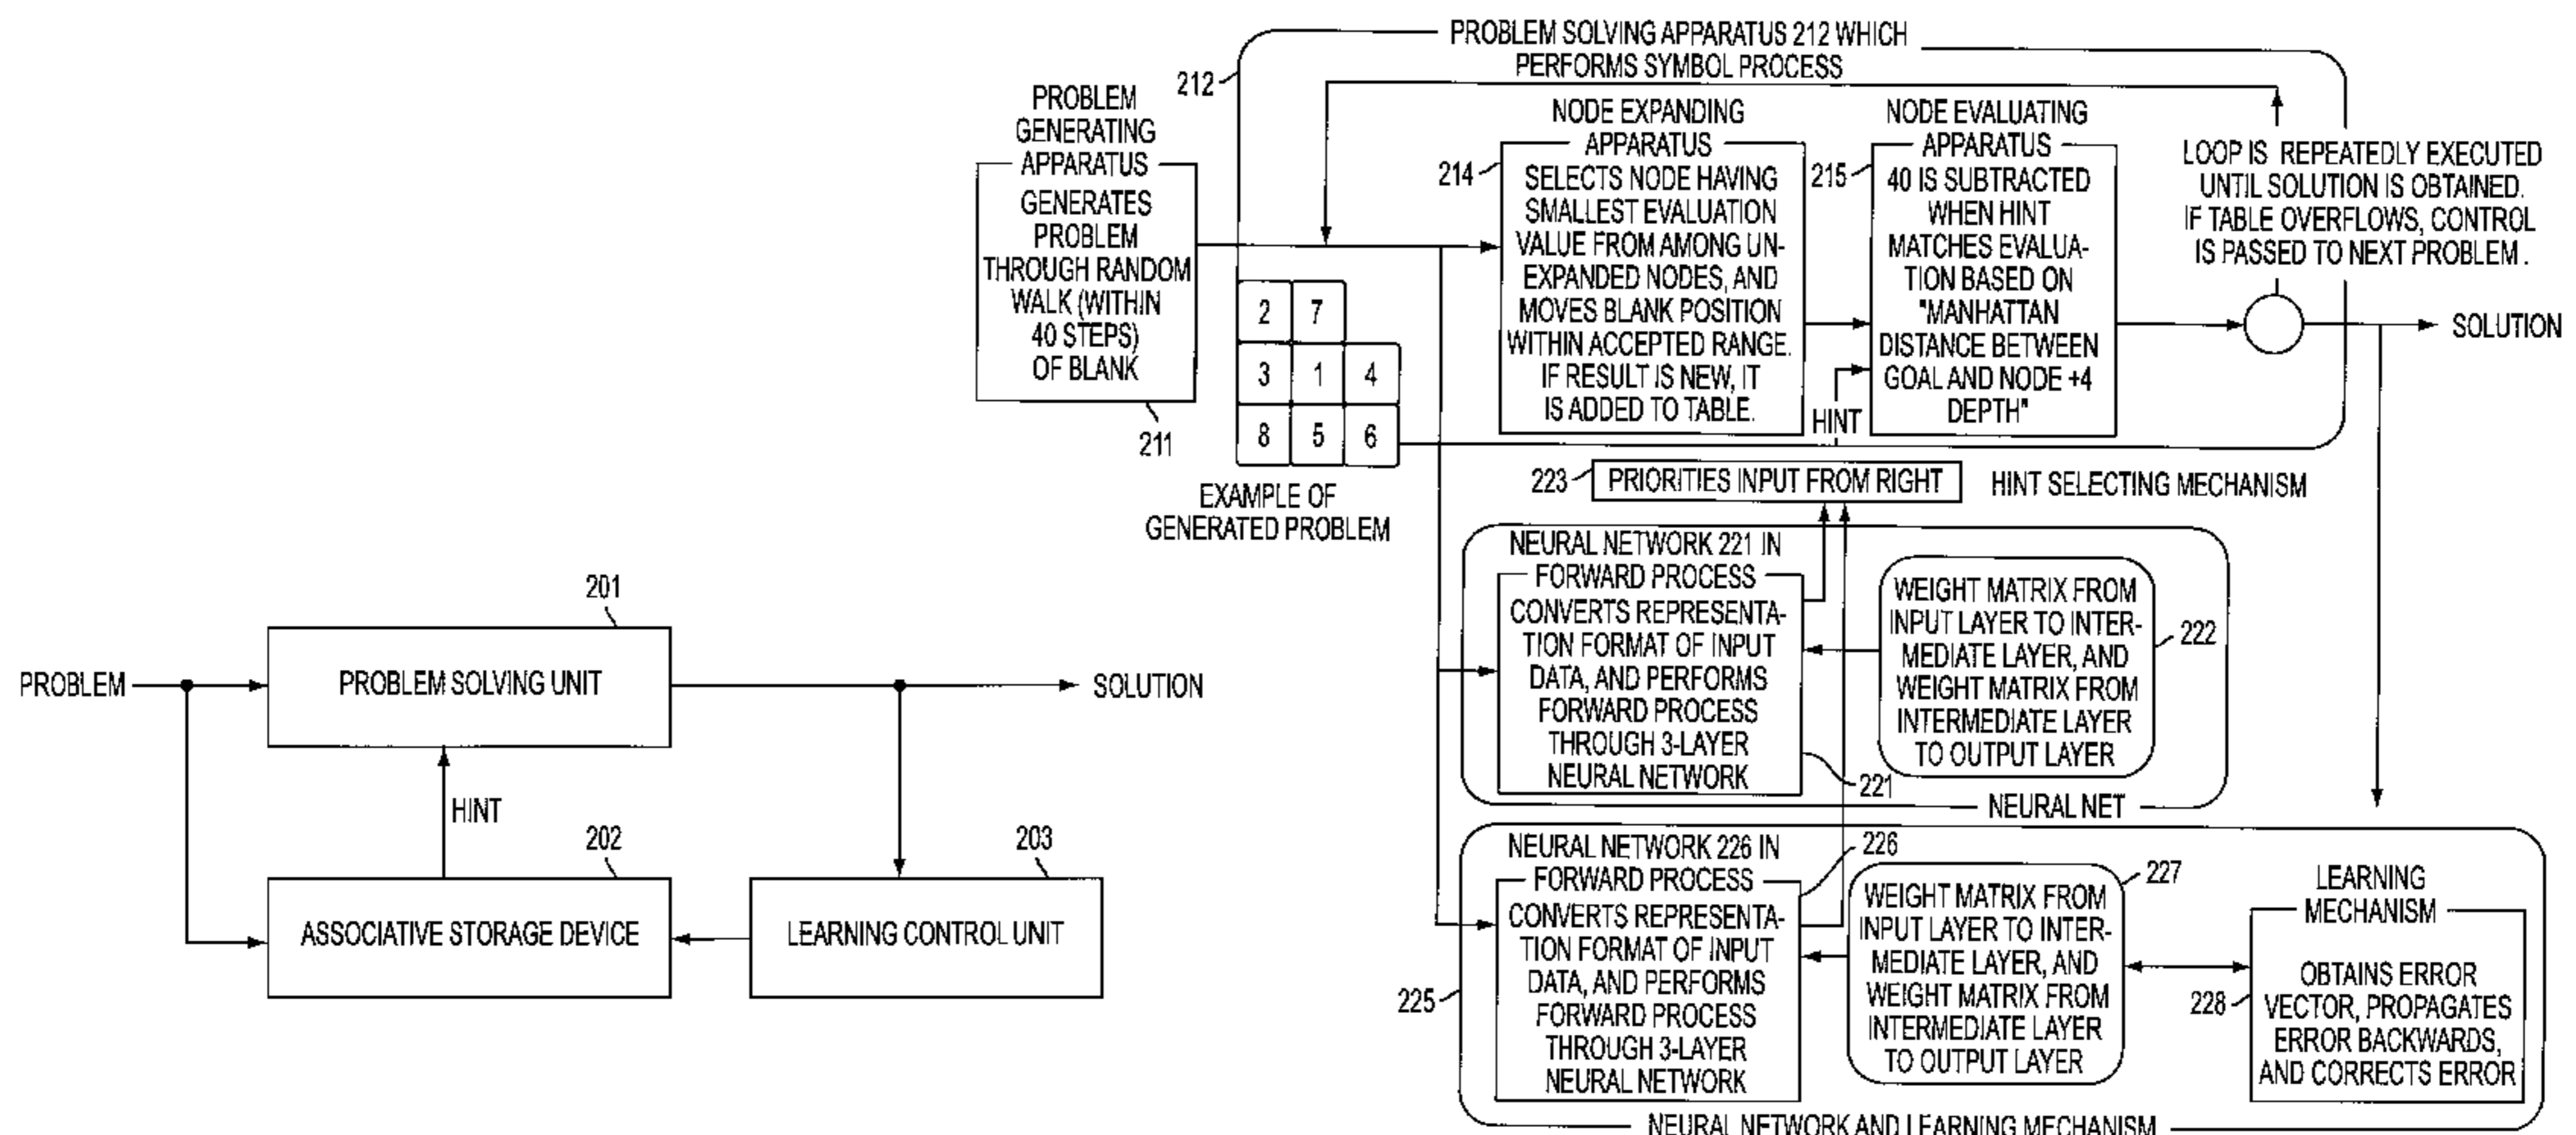 PROBLEM
201
PROBLEM SOLVING UNIT
SOLUTION
HINT
202
ASSOCIATIVE STORAGE DEVICE
203
LEARNING CONTROL UNIT
PROBLEM
GENERATING
APPARATUS
GENERATES
PROBLEM
THROUGH RANDOM
WALK (WITHIN
40 STEPS)
OF BLANK
211
212
PROBLEM SOLVING APPARATUS 212 WHICH
PERFORMS SYMBOL PROCESS
2 7
3 1 4
8 5 6
EXAMPLE OF
GENERATED PROBLEM
NODE EXPANDING
APPARATUS
214
SELECTS NODE HAVING
SMALLEST EVALUATION
VALUE FROM AMONG UN-
EXPANDED NODES, AND
MOVES BLANK POSITION
WITHIN ACCEPTED RANGE.
IF RESULT IS NEW, IT
IS ADDED TO TABLE.
NODE EVALUATING
APPARATUS
215
40 IS SUBTRACTED
WHEN HINT
MATCHES EVALUA-
TION BASED ON
"MANHATTAN
DISTANCE BETWEEN
GOAL AND NODE +4
DEPTH"
HINT
LOOP IS REPEATEDLY EXECUTED
UNTIL SOLUTION IS OBTAINED.
IF TABLE OVERFLOWS, CONTROL
IS PASSED TO NEXT PROBLEM.
SOLUTION
223
PRIORITIES INPUT FROM RIGHT
HINT SELECTING MECHANISM
NEURAL NETWORK 221 IN
FORWARD PROCESS
CONVERTS REPRESENTA-
TION FORMAT OF INPUT
DATA, AND PERFORMS
FORWARD PROCESS
THROUGH 3-LAYER
NEURAL NETWORK
221
WEIGHT MATRIX FROM
INPUT LAYER TO INTER-
MEDIATE LAYER, AND
WEIGHT MATRIX FROM
INTERMEDIATE LAYER
TO OUTPUT LAYER
222
NEURAL NET
225
NEURAL NETWORK 226 IN
FORWARD PROCESS
226
CONVERTS REPRESENTA-
TION FORMAT OF INPUT
DATA, AND PERFORMS
FORWARD PROCESS
THROUGH 3-LAYER
NEURAL NETWORK
227
WEIGHT MATRIX FROM
INPUT LAYER TO INTER-
MEDIATE LAYER, AND
WEIGHT MATRIX FROM
INTERMEDIATE LAYER
TO OUTPUT LAYER
LEARNING
MECHANISM
228
OBTAINS ERROR
VECTOR, PROPAGATES
ERROR BACKWARDS,
AND CORRECTS ERROR
NEURAL NETWORK AND LEARNING MECHANISM